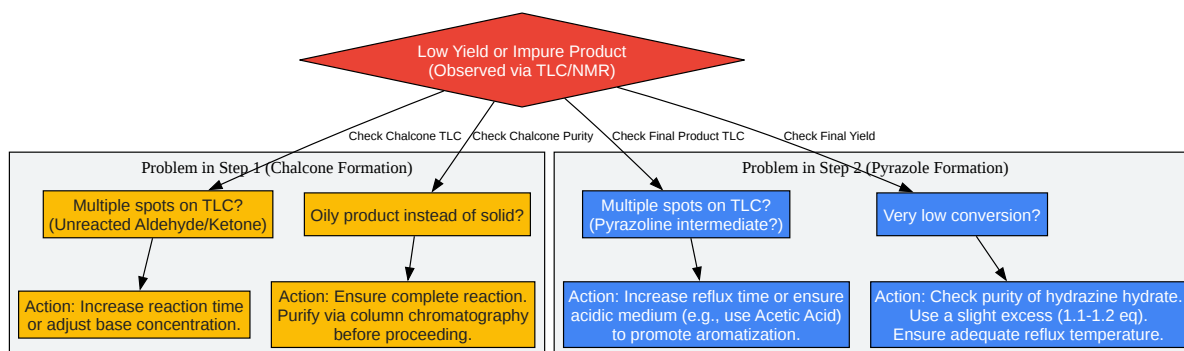 Low Yield or Impure Product
(Observed via TLC/NMR)
Check Chalcone TLC
Check Chalcone Purity
Check Final Product TLC
Check Final Yield
Problem in Step 1 (Chalcone Formation)
Multiple spots on TLC?
(Unreacted Aldehyde/Ketone)
Oily product instead of solid?
Action: Increase reaction time
or adjust base concentration.
Action: Ensure complete reaction.
Purify via column chromatography
before proceeding.
Problem in Step 2 (Pyrazole Formation)
Multiple spots on TLC?
(Pyrazoline intermediate?)
Very low conversion?
Action: Increase reflux time or ensure
acidic medium (e.g., use Acetic Acid)
to promote aromatization.
Action: Check purity of hydrazine hydrate.
Use a slight excess (1.1-1.2 eq).
Ensure adequate reflux temperature.